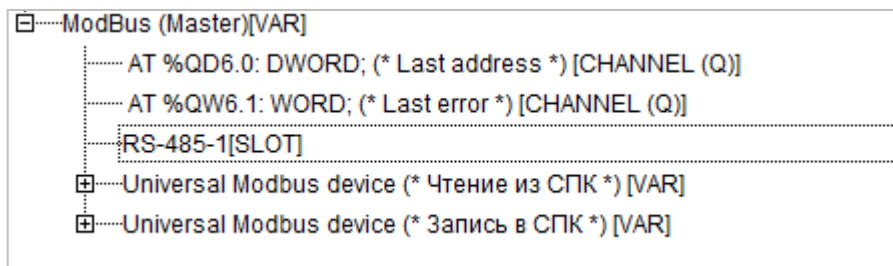 ModBus (Master)[VAR]
AT %QD6.0: DWORD; (* Last address *) [CHANNEL (Q)]
AT %QW6.1: WORD; (* Last error *) [CHANNEL (Q)]
RS-485-1[SLOT]
Universal Modbus device (* Чтение из СПК *) [VAR]
Universal Modbus device (* Запись в СПК *) [VAR]